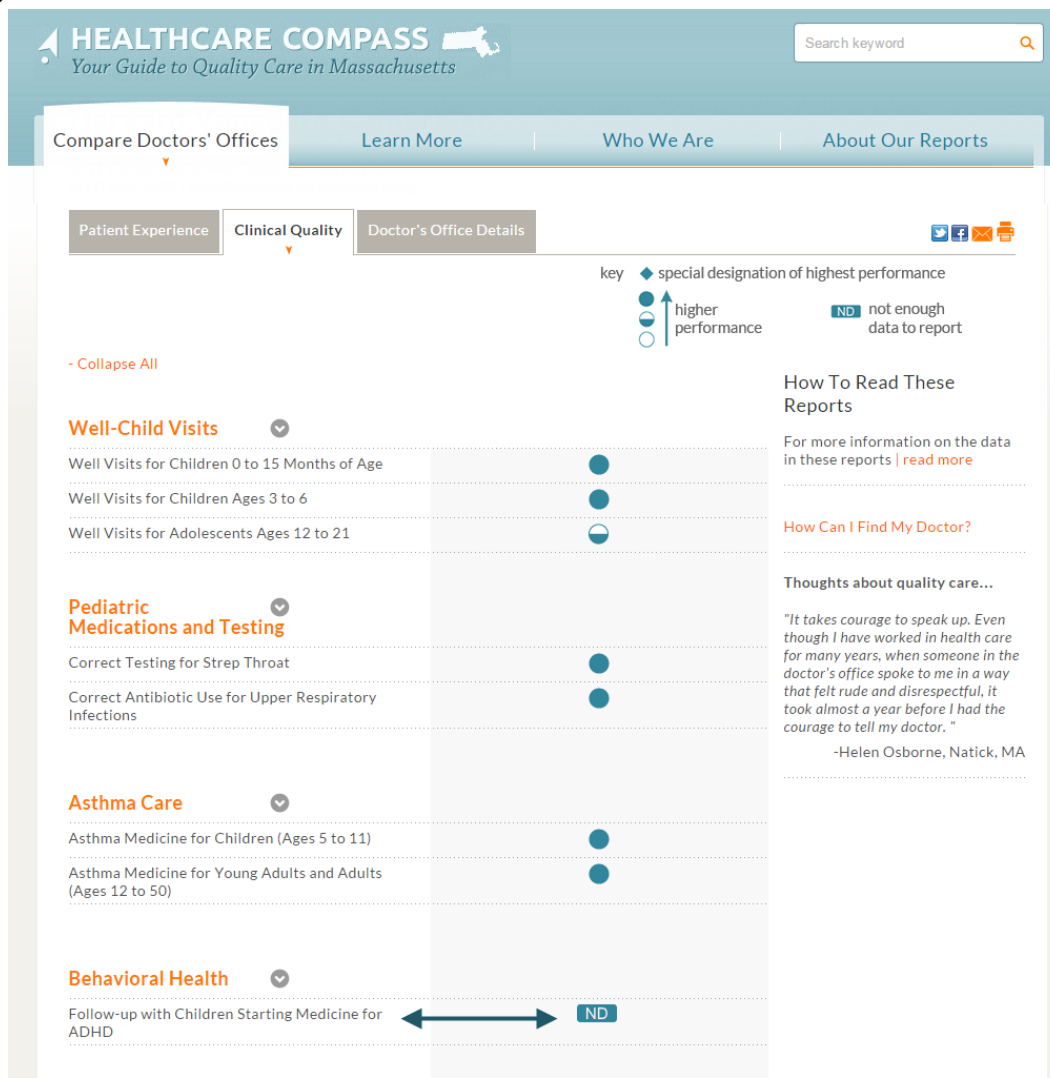 HEALTHCARE COMPASS
Your Guide to Quality Care in Massachusetts
Search keyword
Compare Doctors' Offices
Learn More
Who We Are
About Our Reports
Patient Experience
Clinical Quality
Doctor's Office Details
key
special designation of highest performance
higher
performance
ND
not enough
data to report
- Collapse All
How To Read These
Reports
For more information on the data
in these reports | read more
How Can I Find My Doctor?
Thoughts about quality care...
"It takes courage to speak up. Even
though I have worked in health care
for many years, when someone in the
doctor's office spoke to me in a way
that felt rude and disrespectful, it
took almost a year before I had the
courage to tell my doctor. "
-Helen Osborne, Natick, MA
Well-Child Visits
Well Visits for Children 0 to 15 Months of Age
Well Visits for Children Ages 3 to 6
Well Visits for Adolescents Ages 12 to 21
Pediatric
Medications and Testing
Correct Testing for Strep Throat
Correct Antibiotic Use for Upper Respiratory
Infections
Asthma Care
Asthma Medicine for Children (Ages 5 to 11)
Asthma Medicine for Young Adults and Adults
(Ages 12 to 50)
Behavioral Health
Follow-up with Children Starting Medicine for
ADHD
ND